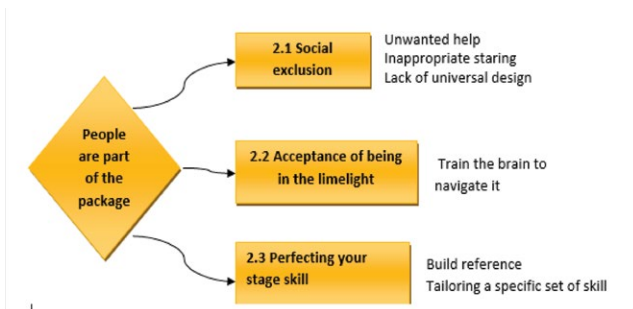 People
are part
of the
package
2.1 Social
exclusion
Unwanted help
Inappropriate staring
Lack of universal design
2.2 Acceptance of being
in the limelight
Train the brain to
navigate it
2.3 Perfecting your
stage skill
Build reference
Tailoring a specific set of skill